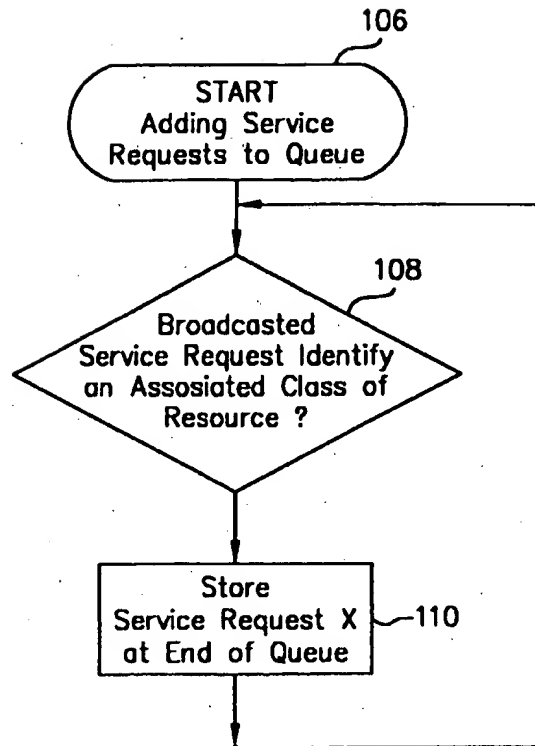 106
START
Adding Service
Requests to Queue
108
Broadcasted
Service Request Identify
an Assosiated Class of
Resource ?
Store
Service Request X
at End of Queue
110